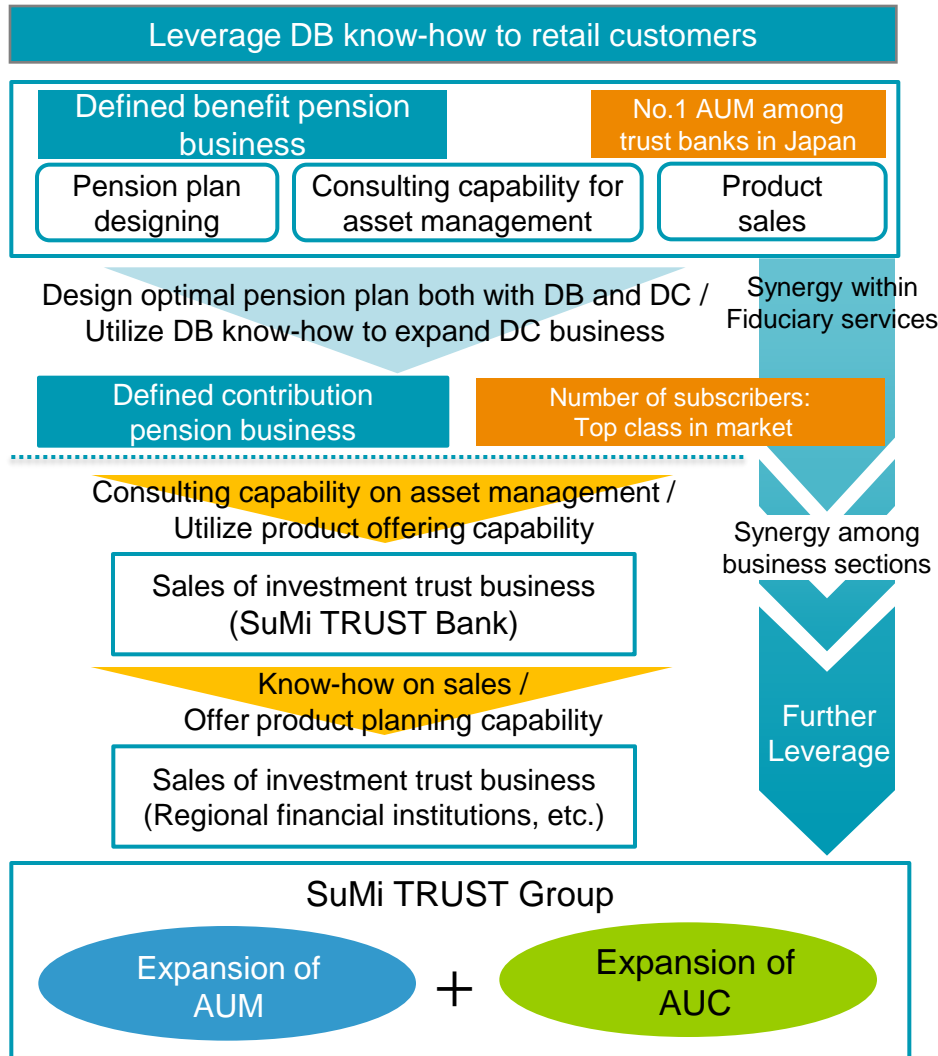 Leverage DB know-how to retail customers
Defined benefit pension
business
No.1 AUM among
trust banks in Japan
Pension plan
designing
Consulting capability for
asset management
Product
sales
Design optimal pension plan both with DB and DC /
Utilize DB know-how to expand DC business
Synergy within
Fiduciary services
Defined contribution
pension business
Number of subscribers:
Top class in market
Consulting capability on asset management /
Utilize product offering capability
Synergy among
business sections
Sales of investment trust business
(SuMi TRUST Bank)
Know-how on sales /
Offer product planning capability
Further
Leverage
Sales of investment trust business
(Regional financial institutions, etc.)
SuMi TRUST Group
Expansion of
AUM
+
Expansion of
AUC